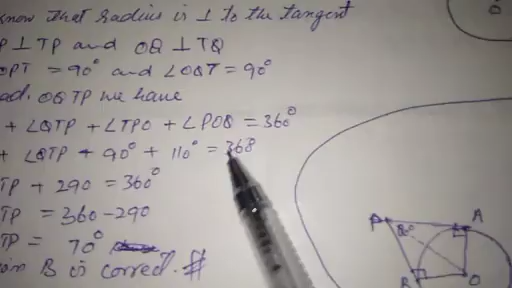 know that radius is ⊥ to the tangent
P ⊥ TP and OQ ⊥ TQ
OPT = 90° and ∠OQT = 90°
ad. OQTP we have
+ ∠QTP + ∠TPO + ∠POQ = 360°
+ ∠QTP + 90° + 110° = 360
TP + 290 = 360°
TP = 360-290
TP = 70°
ion B is correct. #
P
A
80°
B
O